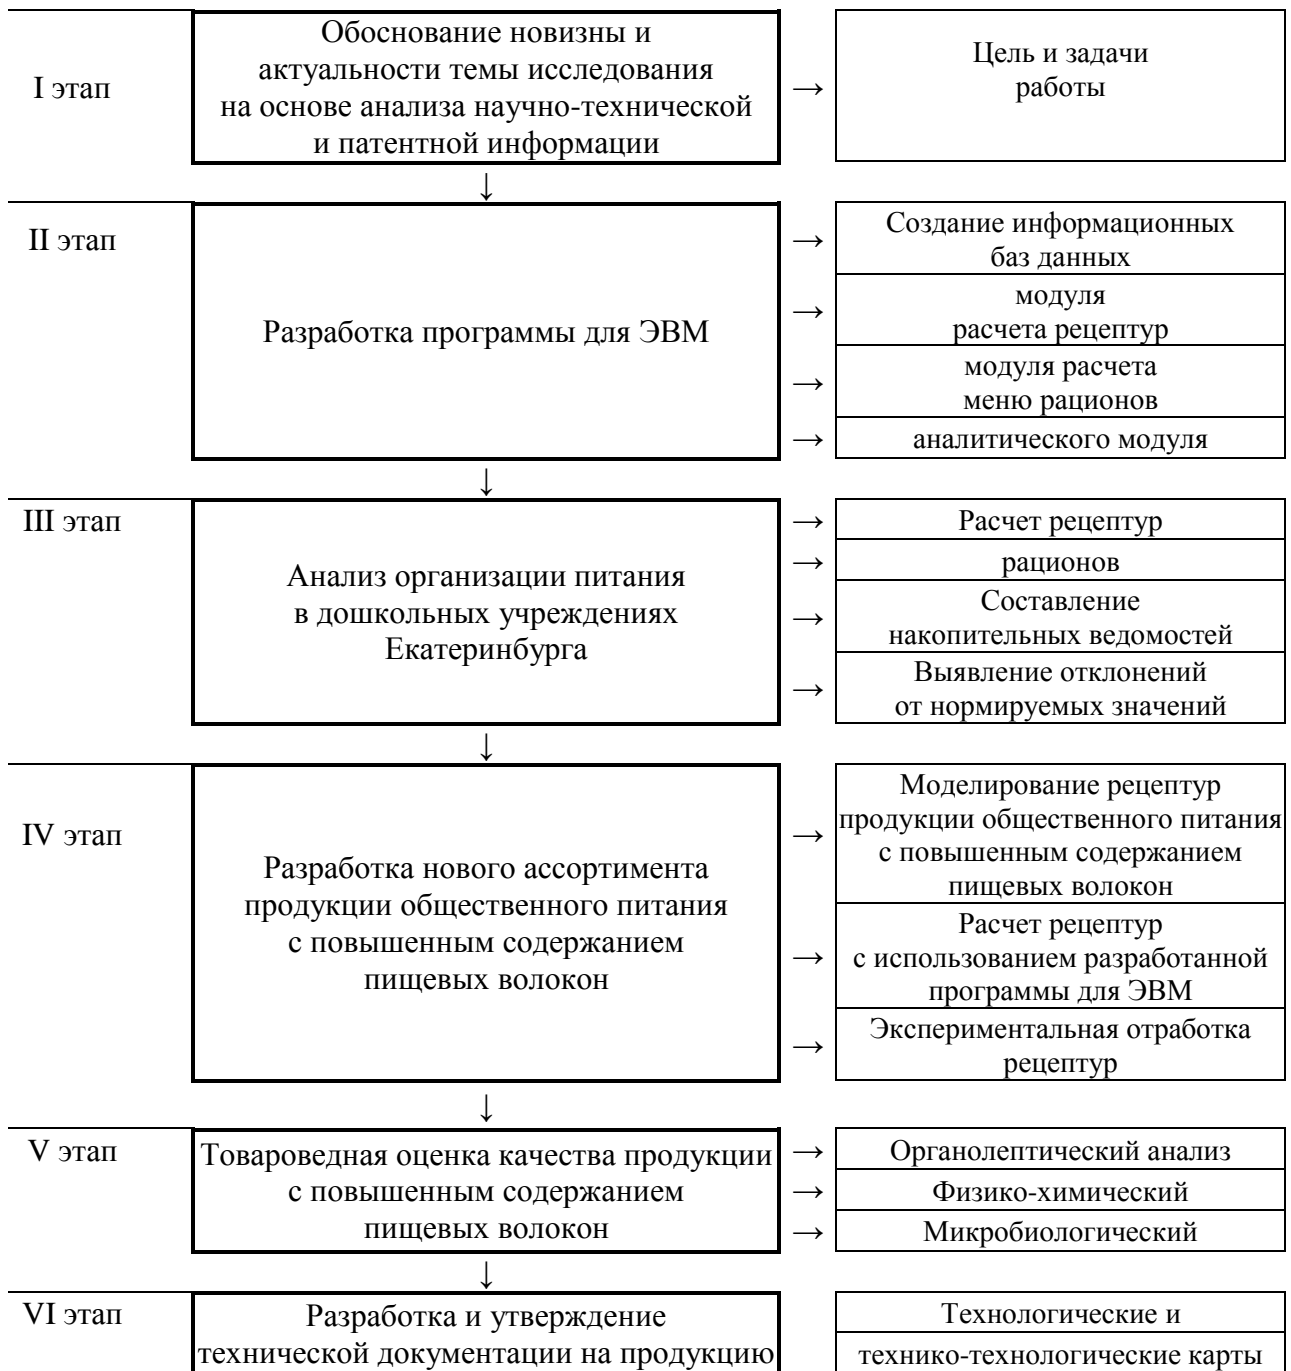 I этап
Обоснование новизны и
актуальности темы исследования
на основе анализа научно-технической
и патентной информации
→
Цель и задачи
работы
↓
II этап
Разработка программы для ЭВМ
→
Создание информационных
баз данных
→
модуля
расчета рецептур
→
модуля расчета
меню рационов
→
аналитического модуля
↓
III этап
Анализ организации питания
в дошкольных учреждениях
Екатеринбурга
→
Расчет рецептур
→
рационов
→
Составление
накопительных ведомостей
→
Выявление отклонений
от нормируемых значений
↓
IV этап
Разработка нового ассортимента
продукции общественного питания
с повышенным содержанием
пищевых волокон
→
Моделирование рецептур
продукции общественного питания
с повышенным содержанием
пищевых волокон
→
Расчет рецептур
с использованием разработанной
программы для ЭВМ
→
Экспериментальная отработка
рецептур
↓
V этап
Товароведная оценка качества продукции
с повышенным содержанием
пищевых волокон
→
Органолептический анализ
→
Физико-химический
→
Микробиологический
↓
VI этап
Разработка и утверждение
технической документации на продукцию
Технологические и
технико-технологические карты